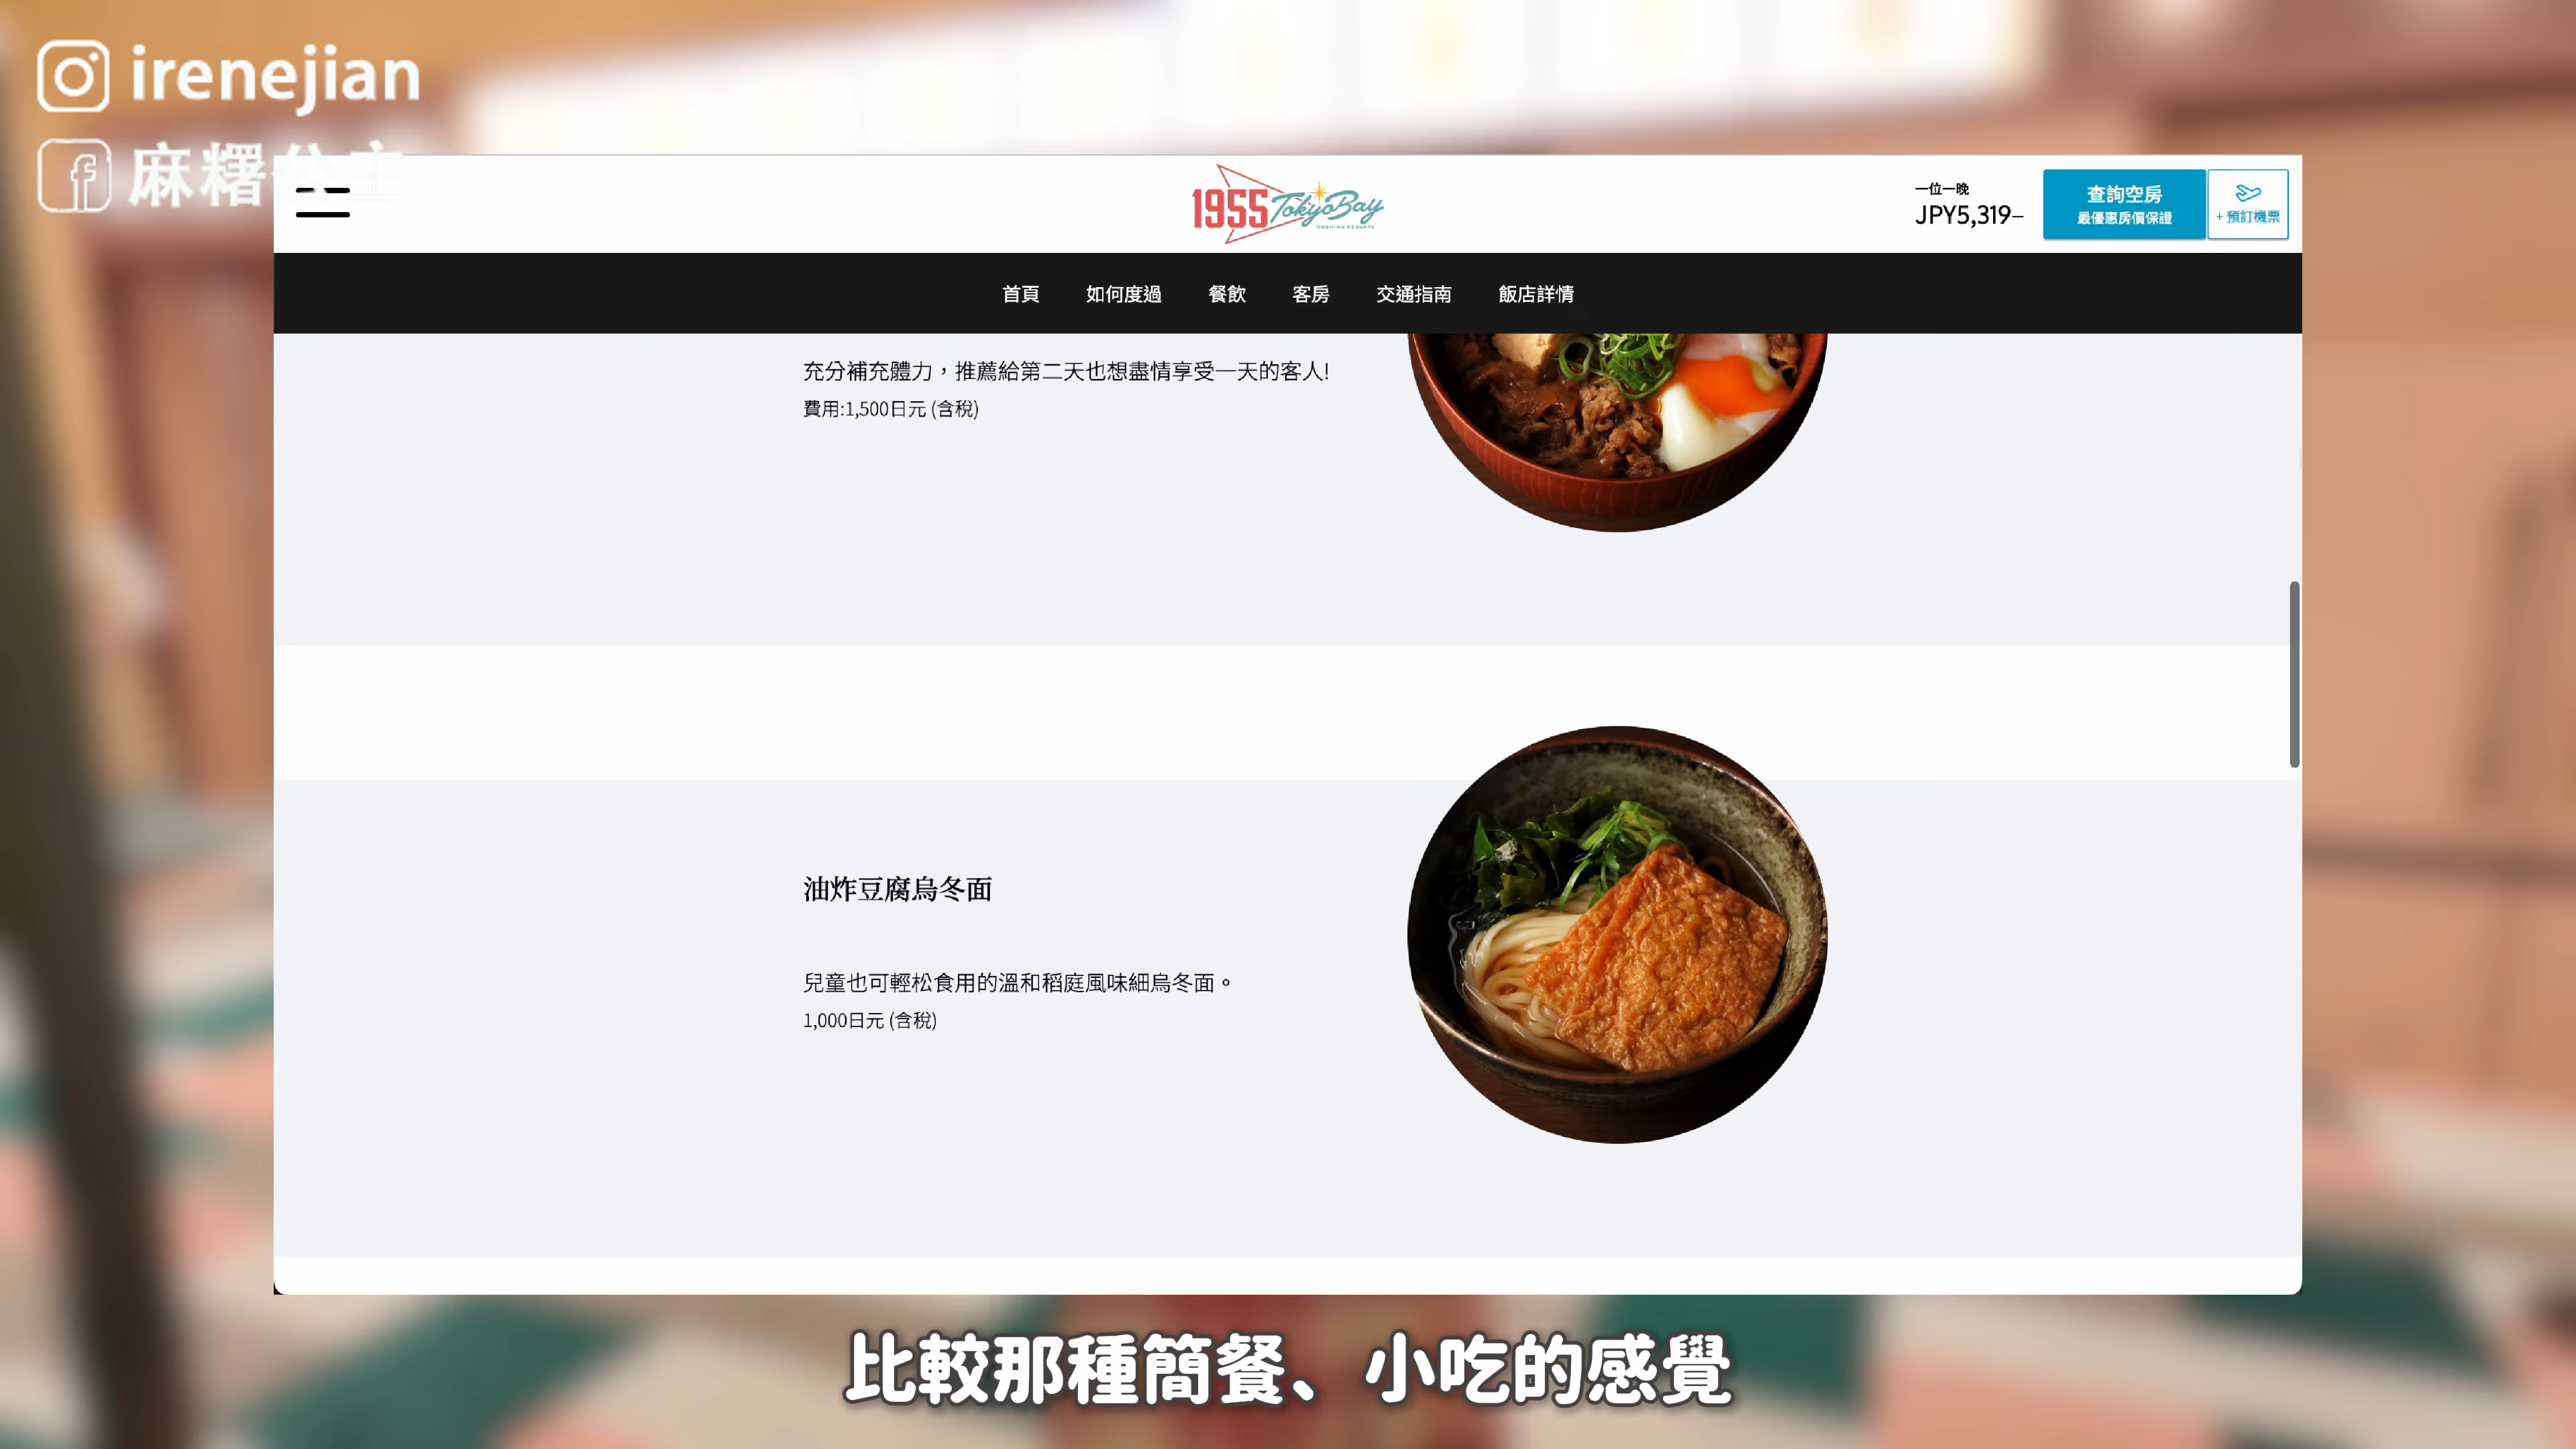 irenejian
麻糬公主
1955 TokyoBay
HOSHINO RESORTS
一位一晚
JPY5,319–
查詢空房
最優惠房價保證
+ 預訂機票
首頁 如何度過 餐飲 客房 交通指南 飯店詳情
充分補充體力，推薦給第二天也想盡情享受一天的客人!
費用:1,500日元 (含稅)
油炸豆腐烏冬面
兒童也可輕松食用的溫和稻庭風味細烏冬面。
1,000日元 (含稅)
比較那種簡餐、小吃的感覺